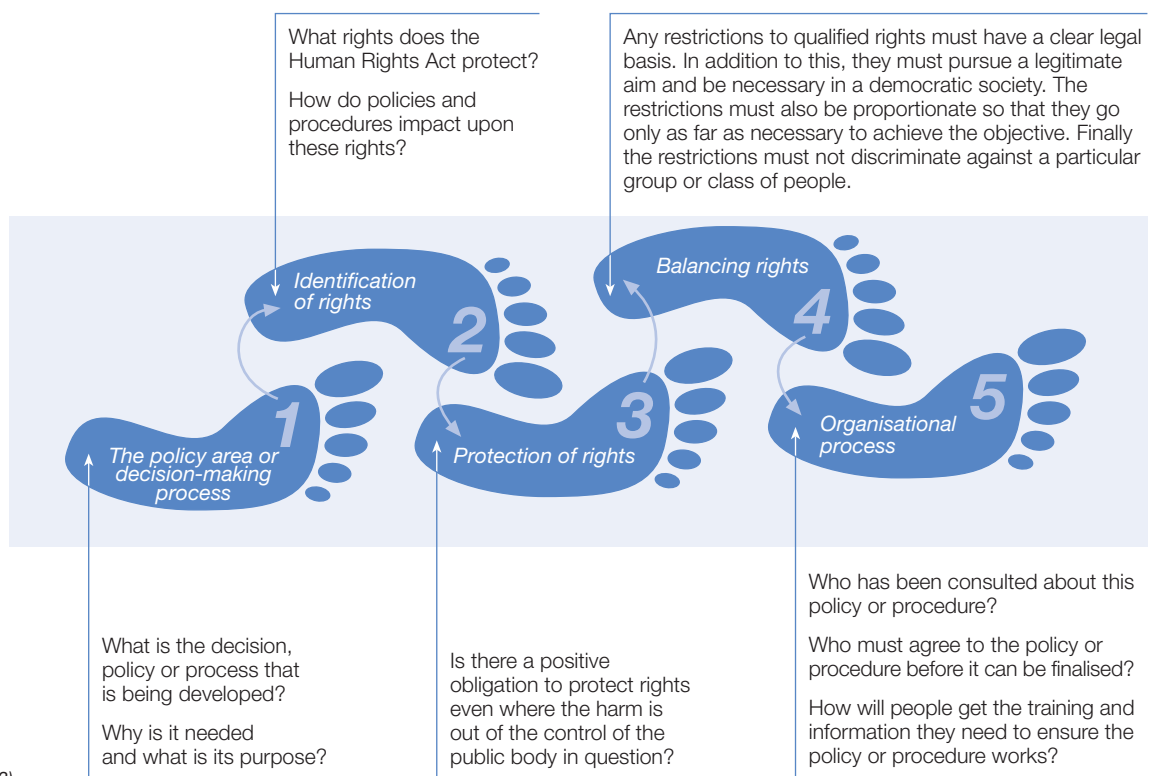 What rights does the
Human Rights Act protect?
How do policies and
procedures impact upon
these rights?
Any restrictions to qualified rights must have a clear legal
basis. In addition to this, they must pursue a legitimate
aim and be necessary in a democratic society. The
restrictions must also be proportionate so that they go
only as far as necessary to achieve the objective. Finally
the restrictions must not discriminate against a particular
group or class of people.
1
The policy area or
decision-making
process
2
Identification
of rights
3
Protection of rights
4
Balancing rights
5
Organisational
process
What is the decision,
policy or process that
is being developed?
Why is it needed
and what is its purpose?
Is there a positive
obligation to protect rights
even where the harm is
out of the control of the
public body in question?
Who has been consulted about this
policy or procedure?
Who must agree to the policy or
procedure before it can be finalised?
How will people get the training and
information they need to ensure the
policy or procedure works?